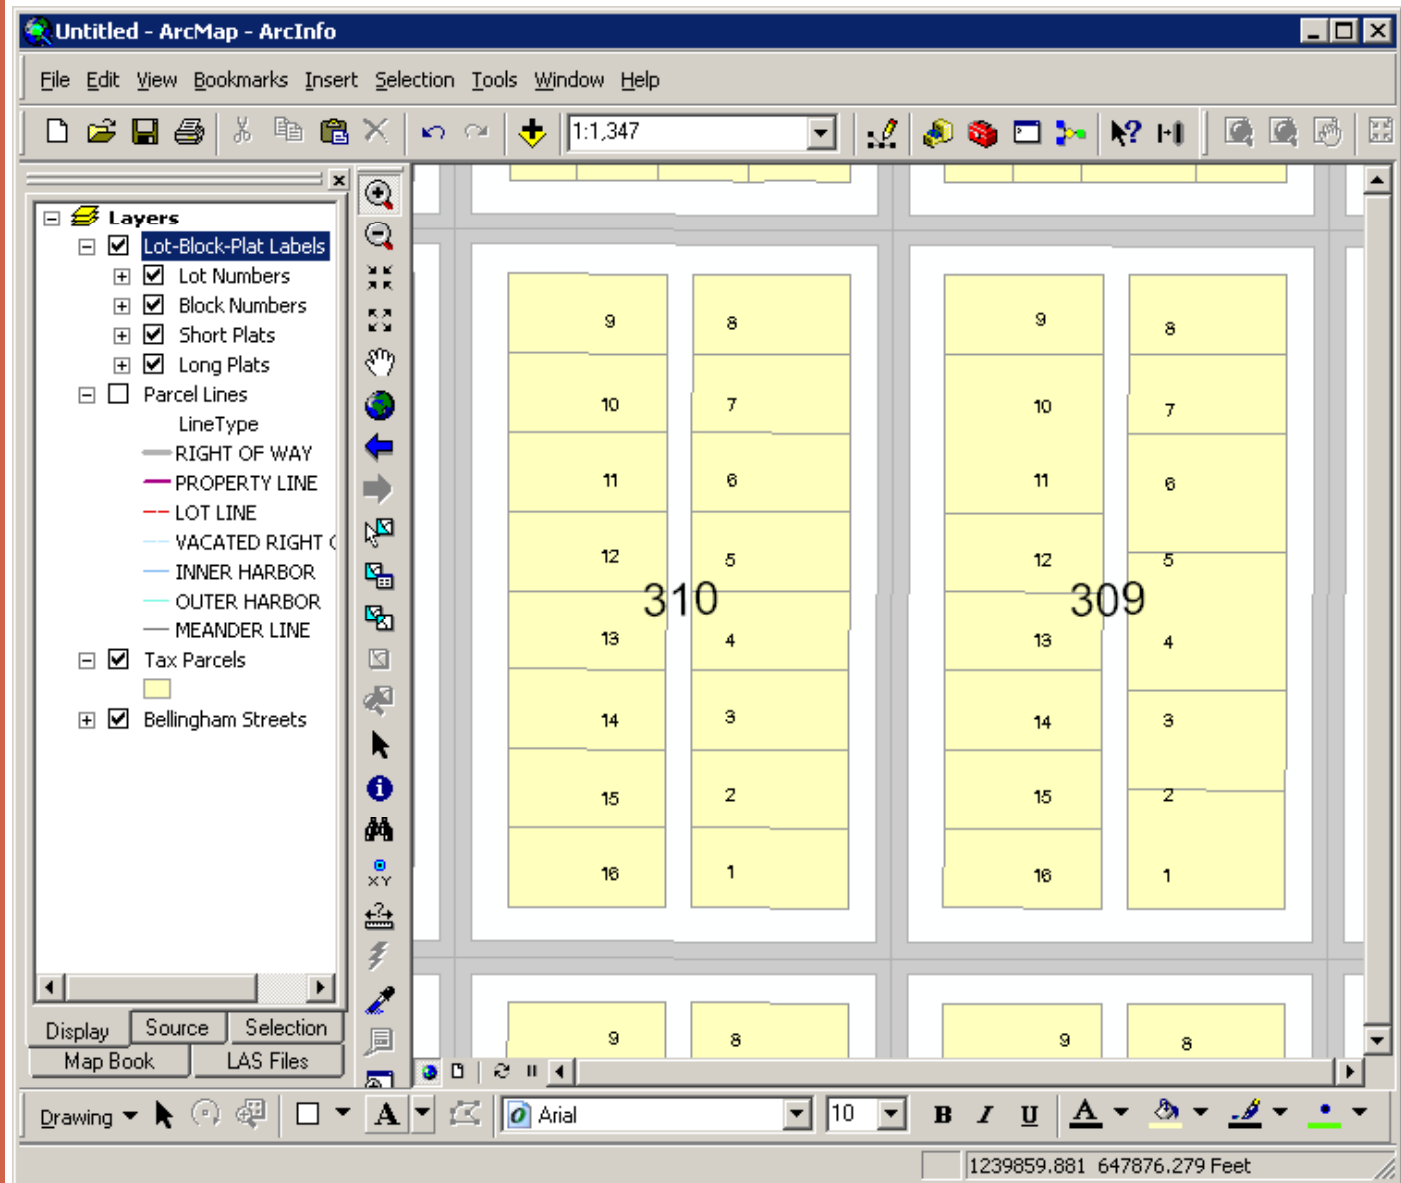 Untitled - ArcMap - ArcInfo
File Edit View Bookmarks Insert Selection Tools Window Help
1:1,347
Layers
Lot-Block-Plat Labels
Lot Numbers
Block Numbers
Short Plats
Long Plats
Parcel Lines
LineType
RIGHT OF WAY
PROPERTY LINE
LOT LINE
VACATED RIGHT
INNER HARBOR
OUTER HARBOR
MEANDER LINE
Tax Parcels
Bellingham Streets
Display Source Selection
Map Book LAS Files
XY
9 8 9 8
10 7 10 7
11 6 11 6
12 5 12 5
310 309
13 4 13 4
14 3 14 3
15 2 15 2
16 1 16 1
9 8 9 8
Drawing A Arial 10 B I U A
1239859.881 647876.279 Feet